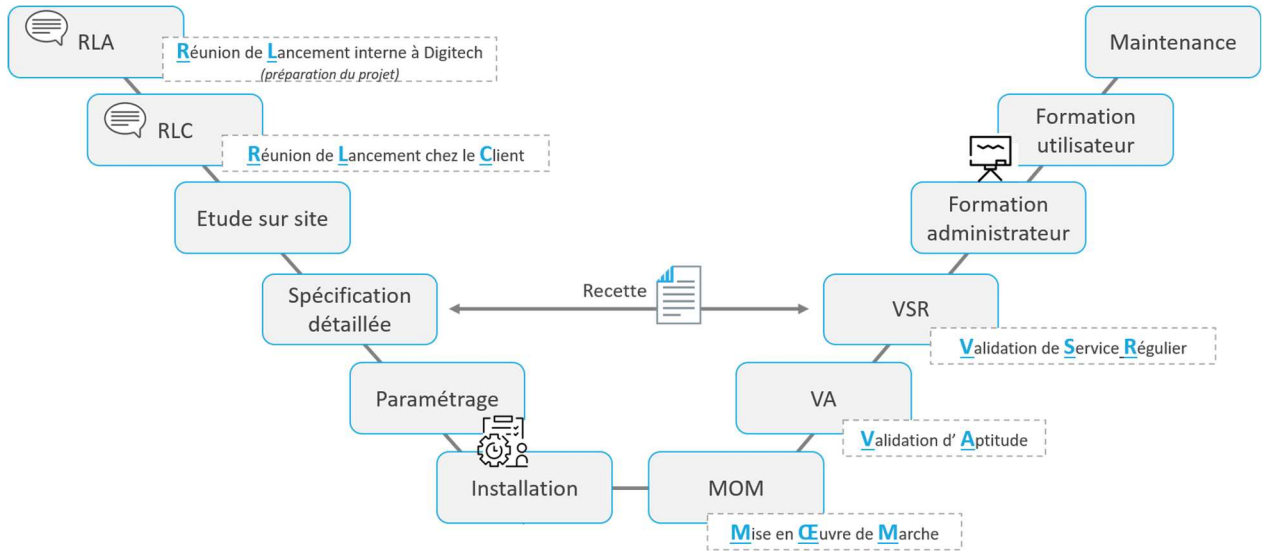 RLA
Réunion de Lancement interne à Digitech
(préparation du projet)
RLC
Réunion de Lancement chez le Client
Etude sur site
Spécification
détaillée
Paramétrage
Installation
MOM
Mise en Œuvre de Marche
VA
Validation d’ Aptitude
VSR
Validation de Service Régulier
Recette
Formation
administrateur
Formation
utilisateur
Maintenance